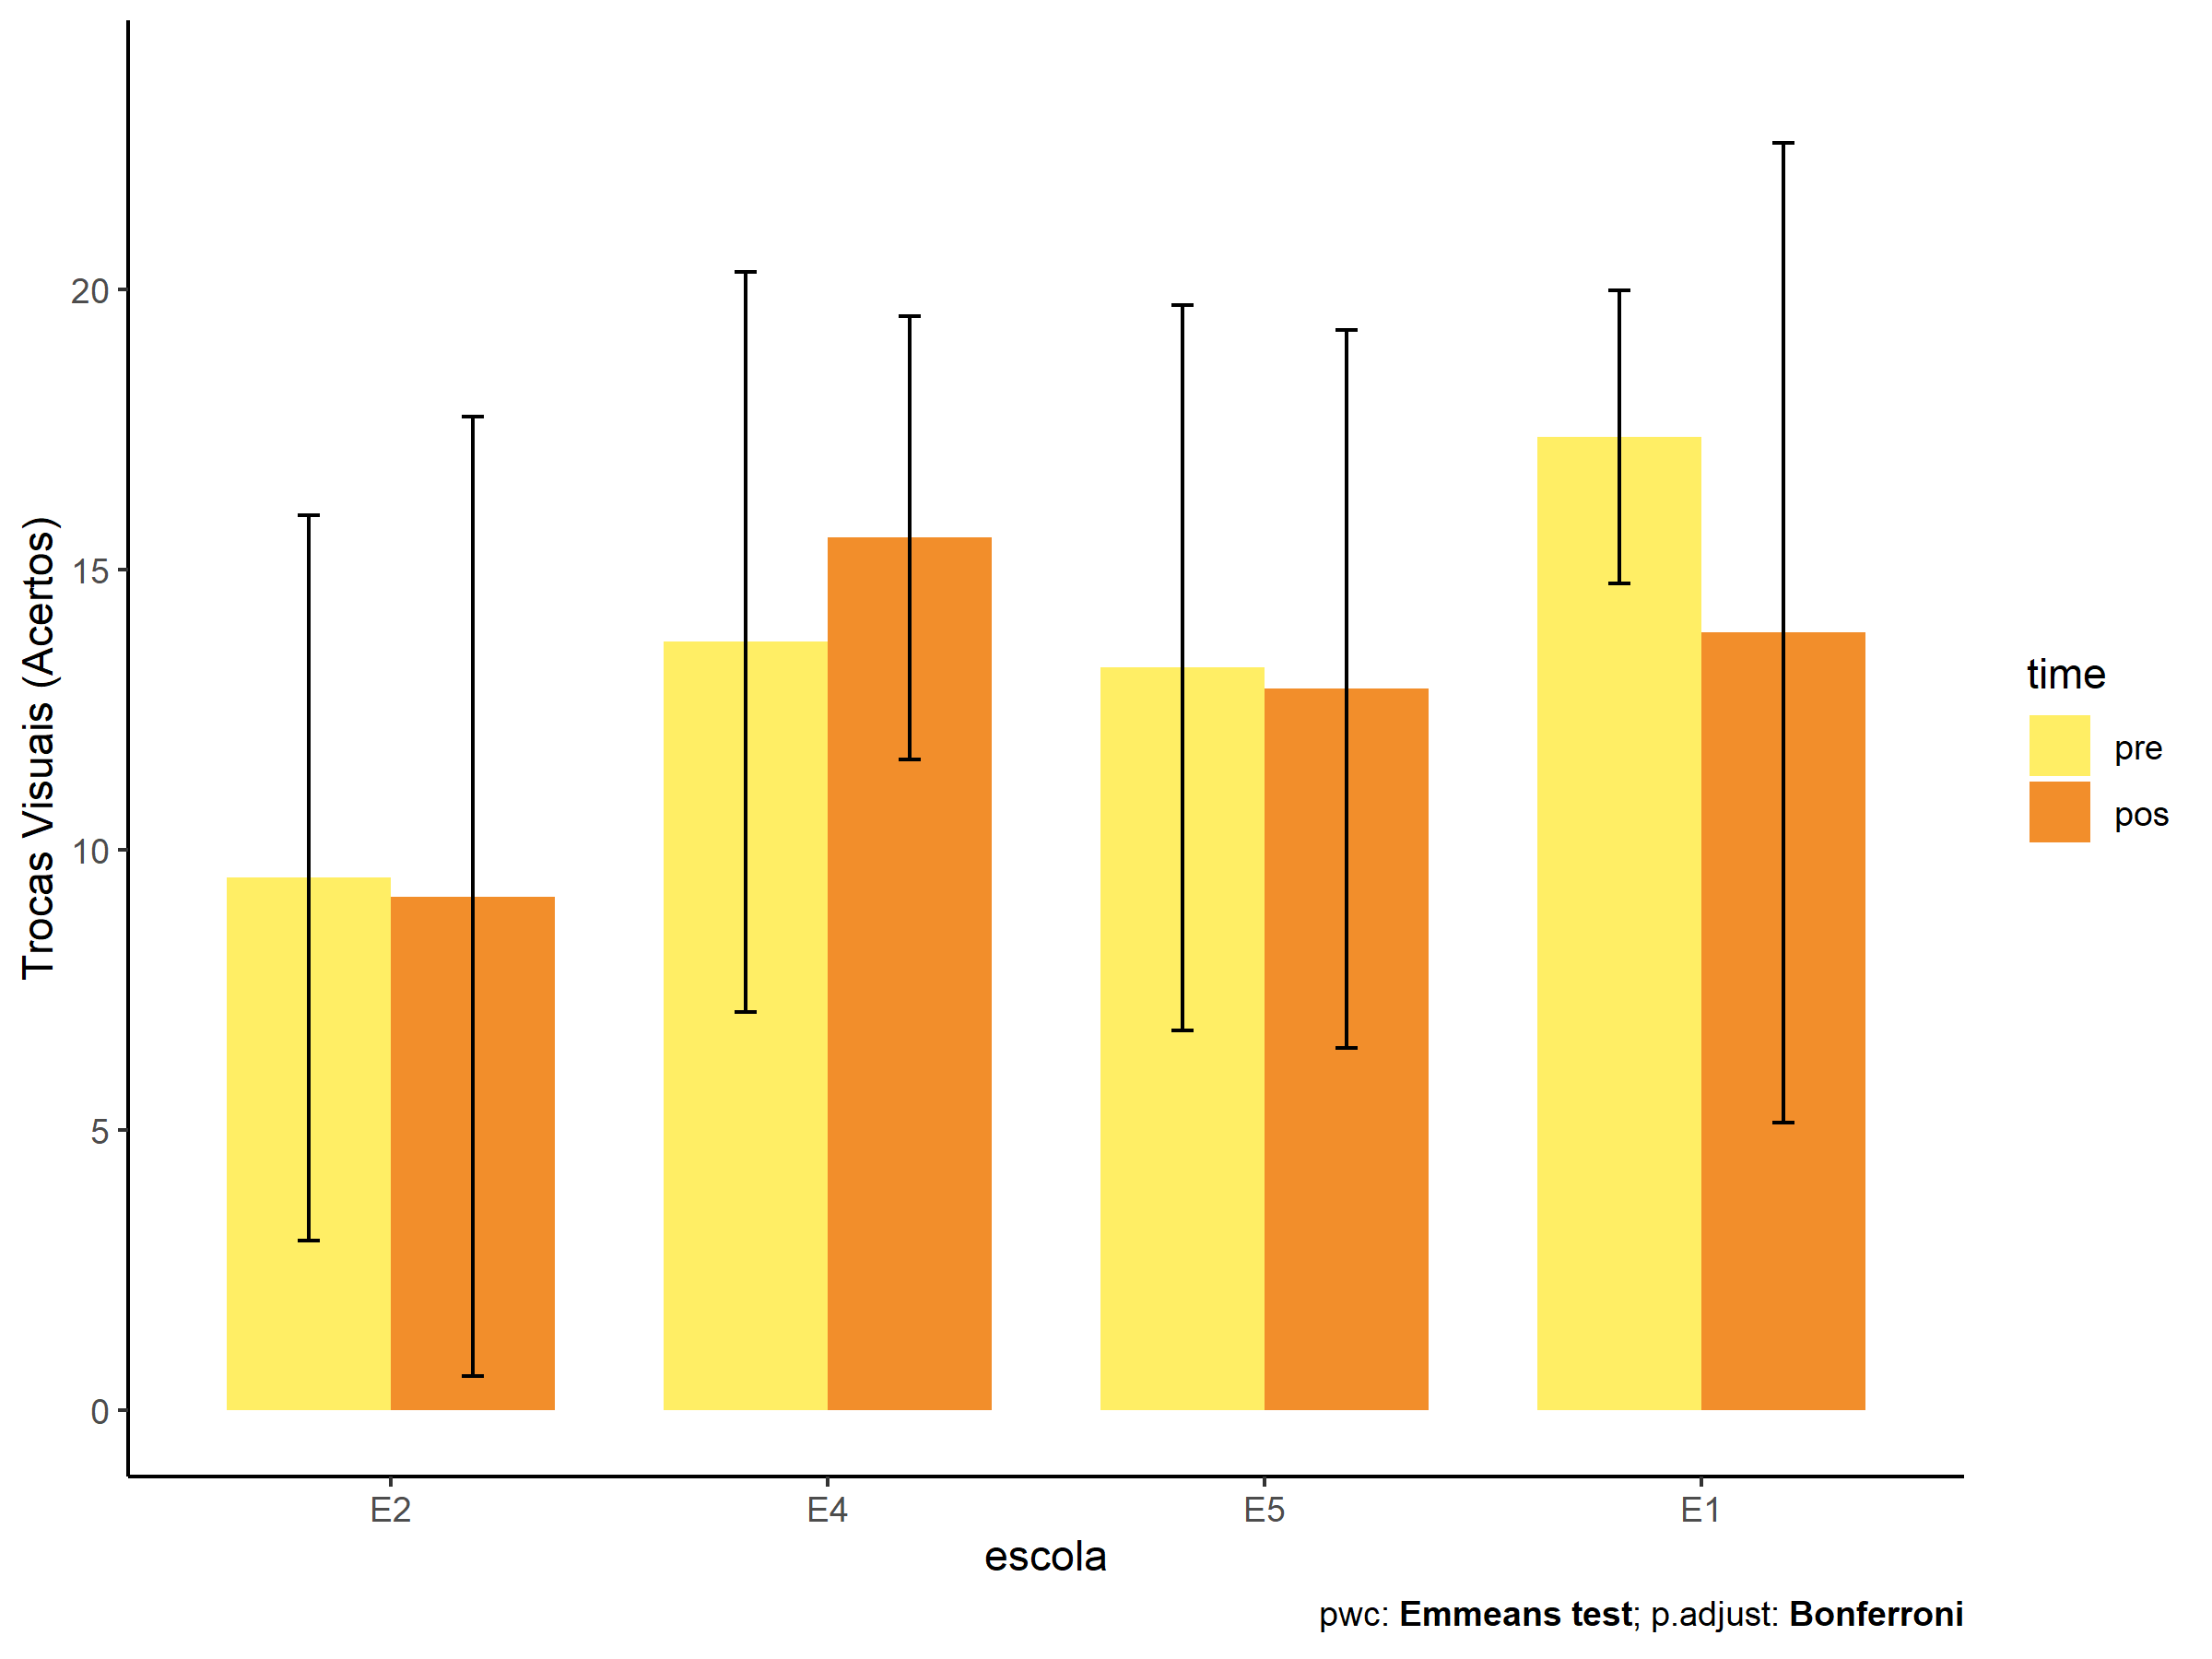 Trocas Visuais (Acertos)
20
15
10
5
0
E2 E4 E5 E1
escola
time
pre
pos
pwc: Emmeans test; p.adjust: Bonferroni